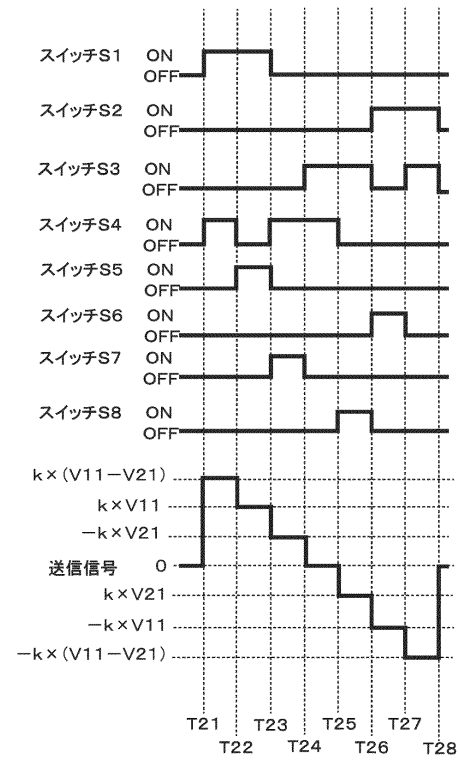 スイッチS1 ON
OFF
スイッチS2 ON
OFF
スイッチS3 ON
OFF
スイッチS4 ON
OFF
スイッチS5 ON
OFF
スイッチS6 ON
OFF
スイッチS7 ON
OFF
スイッチS8 ON
OFF
k×(V11−V21)
k×V11
−k×V21
送信信号 0
k×V21
−k×V11
−k×(V11−V21)
T21 T23 T25 T27
T22 T24 T26 T28